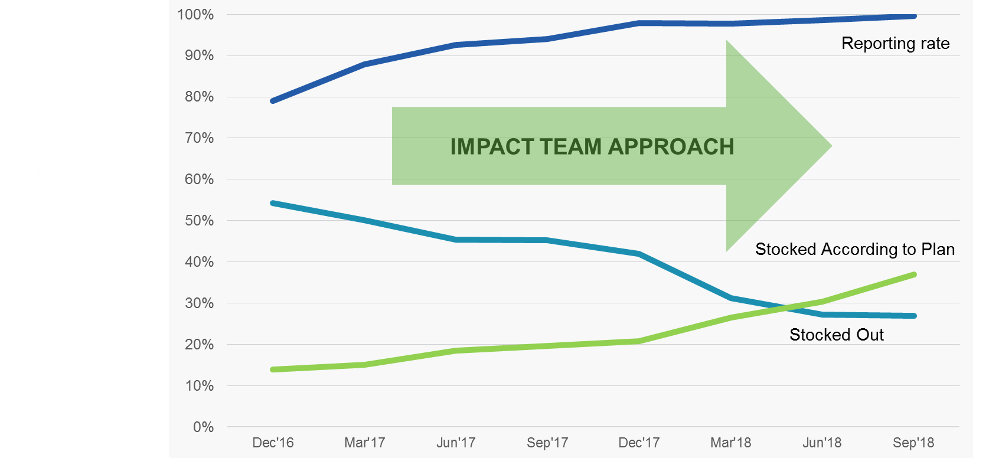 100%
Reporting rate
90%
80%
70%
IMPACT TEAM APPROACH
60%
50%
Stocked According to Plan
40%
30%
Stocked Out
20%
10%
0%
Dec'16 Mar'17 Jun'17 Sep'17 Dec'17 Mar'18 Jun'18 Sep'18